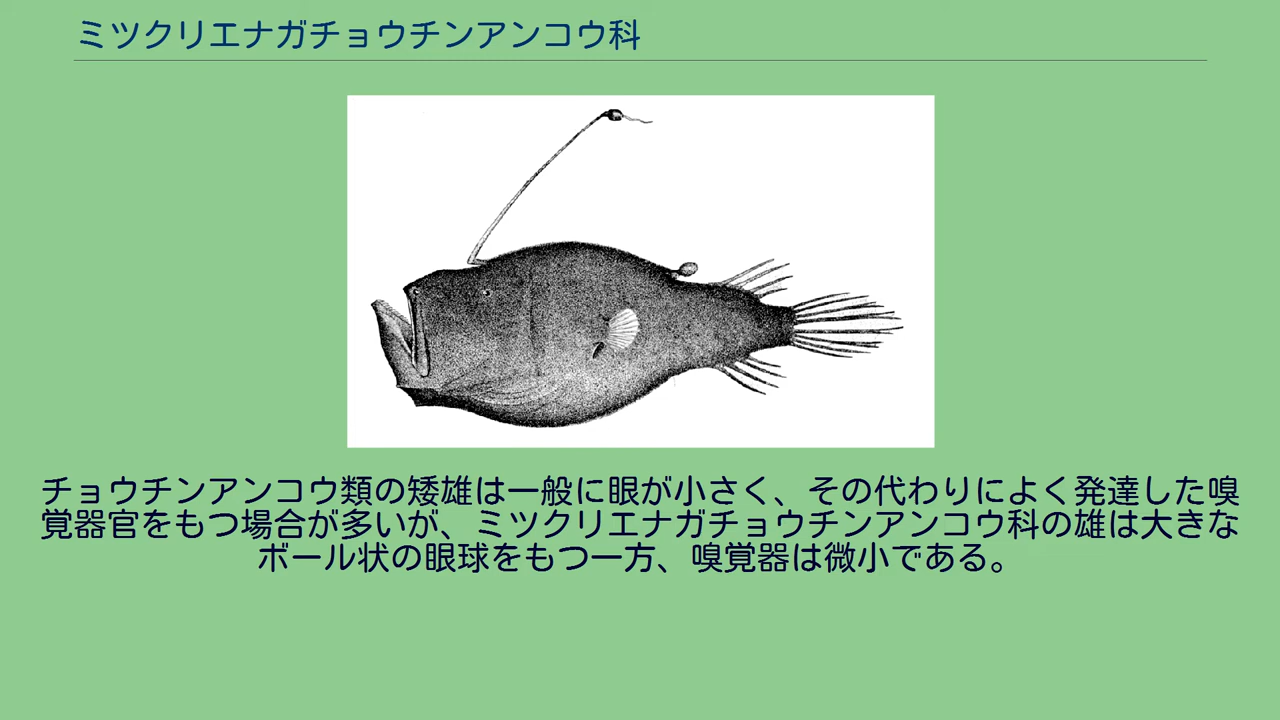 ミツクリエナガチョウチンアンコウ科
チョウチンアンコウ類の矮雄は一般に眼が小さく、その代わりによく発達した嗅
覚器官をもつ場合が多いが、ミツクリエナガチョウチンアンコウ科の雄は大きな
ボール状の眼球をもつ一方、嗅覚器は微小である。